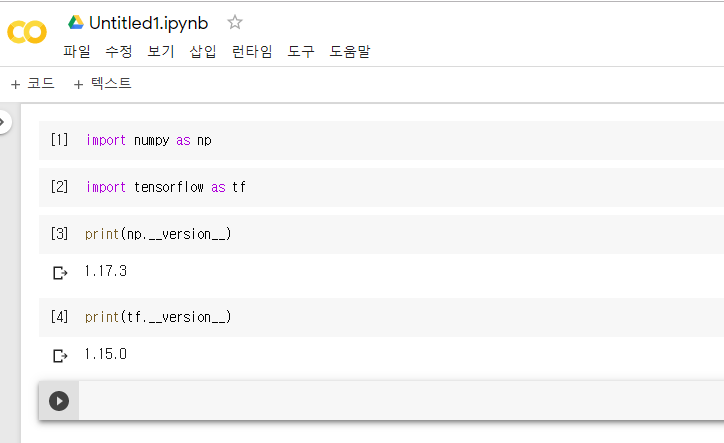 Untitled1.ipynb
파일 수정 보기 삽입 런타임 도구 도움말
+ 코드 + 텍스트
[1] import numpy as np
[2] import tensorflow as tf
[3] print(np.__version__)
1.17.3
[4] print(tf.__version__)
1.15.0